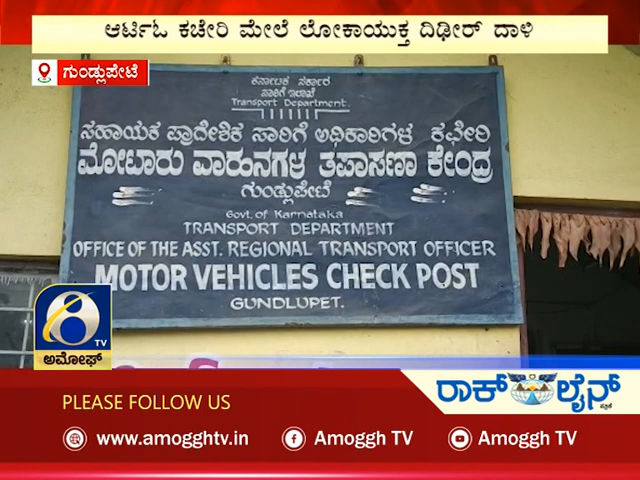 ಆರ್ಟಿಓ ಕಚೇರಿ ಮೇಲೆ ಲೋಕಾಯುಕ್ತ ದಿಢೀರ್ ದಾಳಿ
ಗುಂಡ್ಲುಪೇಟೆ
ಕರ್ನಾಟಕ ಸರ್ಕಾರ
ಸಾರಿಗೆ ಇಲಾಖೆ
Transport Department
ಸಹಾಯಕ ಪ್ರಾದೇಶಿಕ ಸಾರಿಗೆ ಅಧಿಕಾರಿಗಳ ಕಛೇರಿ
ಮೋಟಾರು ವಾಹನಗಳ ತಪಾಸಣಾ ಕೇಂದ್ರ
ಗುಂಡ್ಲುಪೇಟೆ
Govt. of Karnataka
TRANSPORT DEPARTMENT
OFFICE OF THE ASST. REGIONAL TRANSPORT OFFICER
MOTOR VEHICLES CHECK POST
GUNDLUPET.
TV
ಅಮೋಘ್
ರಾಕ್ ಲೈನ್
PLEASE FOLLOW US
www.amogghtv.in
Amoggh TV
Amoggh TV